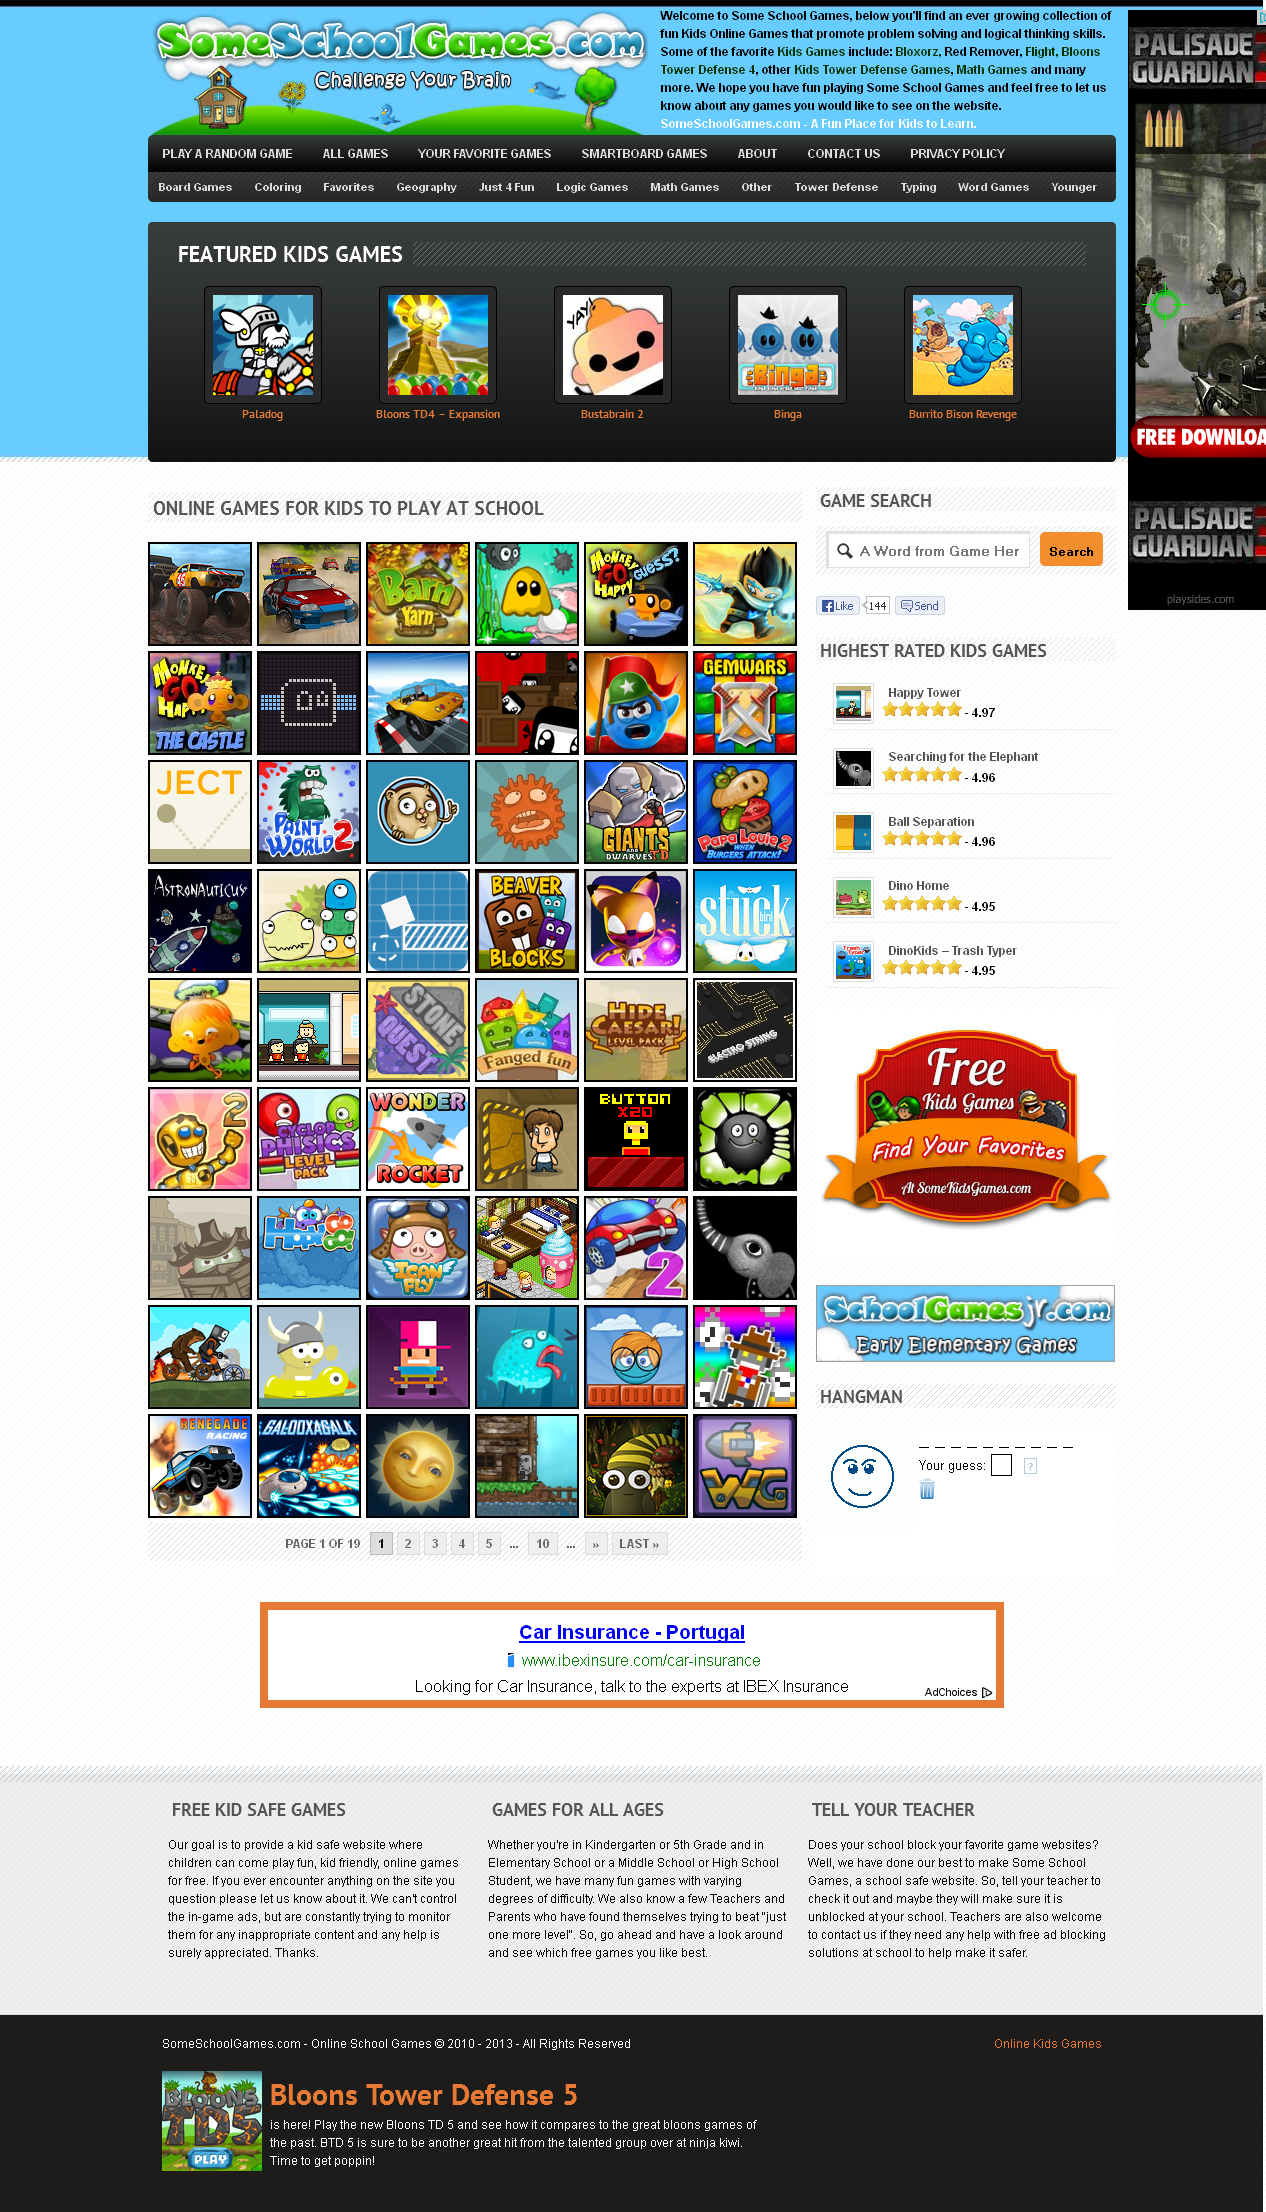 SomeSchoolGames.com
Challenge Your Brain
Welcome to Some School Games, below you'll find an ever growing collection of
fun Kids Online Games that promote problem solving and logical thinking skills.
Some of the favorite Kids Games include: Bloxorz, Red Remover, Flight, Bloons
Tower Defense 4, other Kids Tower Defense Games, Math Games and many
more. We hope you have fun playing Some School Games and feel free to let us
know about any games you would like to see on the website.
SomeSchoolGames.com - A Fun Place for Kids to Learn.
PALISADE
GUARDIAN
PLAY A RANDOM GAME ALL GAMES YOUR FAVORITE GAMES SMARTBOARD GAMES ABOUT CONTACT US PRIVACY POLICY
Board Games Coloring Favorites Geography Just 4 Fun Logic Games Math Games Other Tower Defense Typing Word Games Younger
FEATURED KIDS GAMES
YAY!
Binga
Paladog Bloons TD4 – Expansion Bustabrain 2 Binga Burrito Bison Revenge
FREE DOWNLOA
PALISADE
GUARDIAN
playsides.com
ONLINE GAMES FOR KIDS TO PLAY AT SCHOOL
Barn
Yarn
MONKEY
GO
HAPPY
GUESS?
MONKEY
GO
HAPPY
THE CASTLE
GEMWARS
JECT
PAINT
WORLD 2
GIANTS
AND
DWARVES TD
Papa Louie 2
WHEN
BURGERS ATTACK!
ASTRONAUTICUS
BEAVER
BLOCKS
stuck
bird
STONE
QUEST
Fanged fun
HIDE
CAESAR!
LEVEL PACK
ELECTRO STRING
2
CYCLOP
PHISICS
LEVEL
PACK
WONDER
ROCKET
BUTTON
X20
HOOK
GO
GO!
I CAN
FLY
2
RENEGADE
RACING
GALOOXAGALA
WG
PAGE 1 OF 19 1 2 3 4 5 ... 10 ... » LAST »
GAME SEARCH
A Word from Game Her
Search
Like 144 Send
HIGHEST RATED KIDS GAMES
Happy Tower
- 4.97
Searching for the Elephant
- 4.96
Ball Separation
- 4.96
Dino Home
- 4.95
DinoKids – Trash Typer
- 4.95
Free
Kids Games
Find Your Favorites
At SomeKidsGames.com
SchoolGamesjr.com
Early Elementary Games
HANGMAN
_ _ _ _ _ _ _ _ _ _
Your guess: ?
Car Insurance - Portugal
www.ibexinsure.com/car-insurance
Looking for Car Insurance, talk to the experts at IBEX Insurance
AdChoices
FREE KID SAFE GAMES
Our goal is to provide a kid safe website where
children can come play fun, kid friendly, online games
for free. If you ever encounter anything on the site you
question please let us know about it. We can't control
the in-game ads, but are constantly trying to monitor
them for any inappropriate content and any help is
surely appreciated. Thanks.
GAMES FOR ALL AGES
Whether you're in Kindergarten or 5th Grade and in
Elementary School or a Middle School or High School
Student, we have many fun games with varying
degrees of difficulty. We also know a few Teachers and
Parents who have found themselves trying to beat "just
one more level". So, go ahead and have a look around
and see which free games you like best.
TELL YOUR TEACHER
Does your school block your favorite game websites?
Well, we have done our best to make Some School
Games, a school safe website. So, tell your teacher to
check it out and maybe they will make sure it is
unblocked at your school. Teachers are also welcome
to contact us if they need any help with free ad blocking
solutions at school to help make it safer.
SomeSchoolGames.com - Online School Games © 2010 - 2013 - All Rights Reserved
Online Kids Games
BLOONS
TD5
PLAY
Bloons Tower Defense 5
is here! Play the new Bloons TD 5 and see how it compares to the great bloons games of
the past. BTD 5 is sure to be another great hit from the talented group over at ninja kiwi.
Time to get poppin!